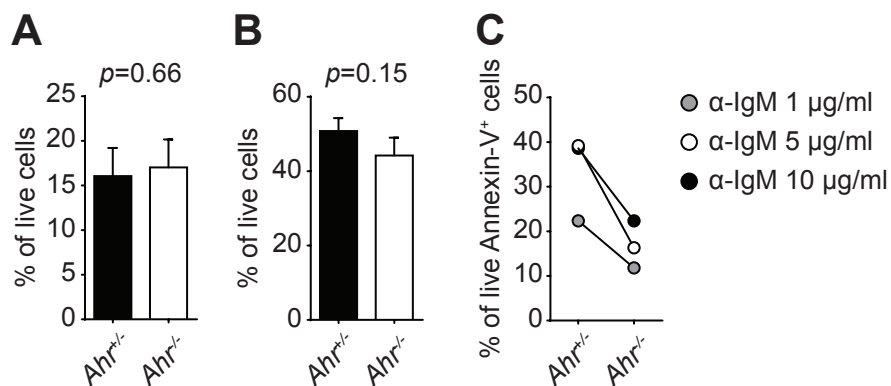 A
p=0.66
% of live cells
25
20
15
10
5
0
Ahr+/-
Ahr-/-
B
p=0.15
% of live cells
60
40
20
0
Ahr+/-
Ahr-/-
C
% of live Annexin-V+ cells
50
40
30
20
10
0
Ahr+/-
Ahr-/-
α-IgM 1 µg/ml
α-IgM 5 µg/ml
α-IgM 10 µg/ml